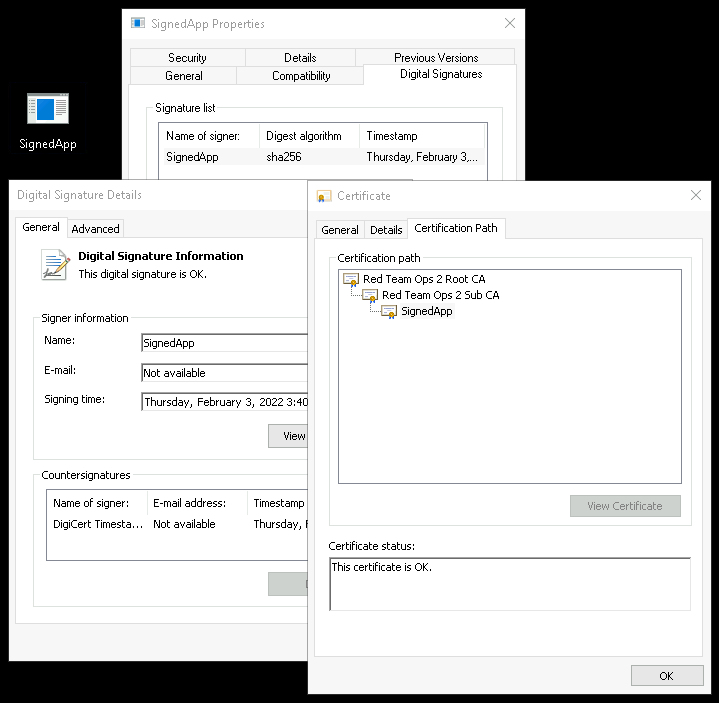 SignedApp Properties
Security Details Previous Versions
General Compatibility Digital Signatures
Signature list
Name of signer: Digest algorithm Timestamp
SignedApp sha256 Thursday, February 3,...
SignedApp
Digital Signature Details
General Advanced
Digital Signature Information
This digital signature is OK.
Signer information
Name: SignedApp
E-mail: Not available
Signing time: Thursday, February 3, 2022 3:40
View
Countersignatures
Name of signer: E-mail address: Timestamp
DigiCert Timesta... Not available Thursday,
Certificate
General Details Certification Path
Certification path
Red Team Ops 2 Root CA
Red Team Ops 2 Sub CA
SignedApp
View Certificate
Certificate status:
This certificate is OK.
OK